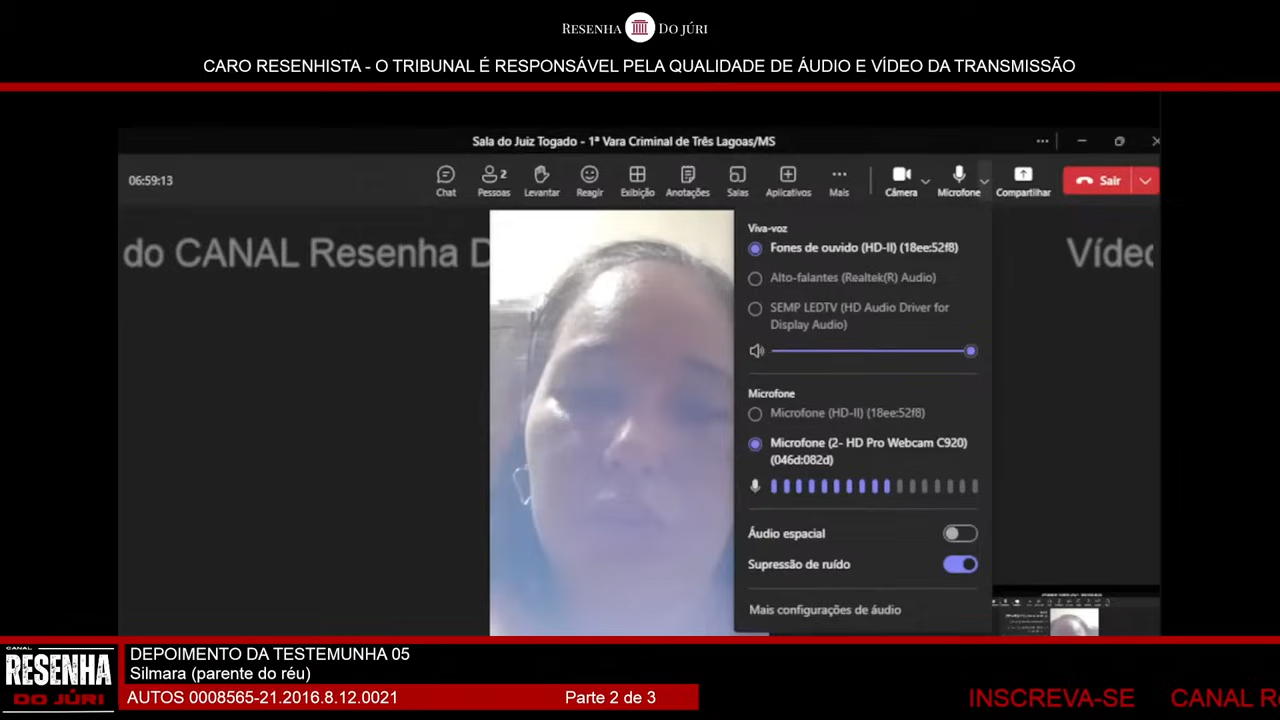 RESENHA DO JÚRI
CARO RESENHISTA - O TRIBUNAL É RESPONSÁVEL PELA QUALIDADE DE ÁUDIO E VÍDEO DA TRANSMISSÃO
Sala do Juiz Togado - 1ª Vara Criminal de Três Lagoas/MS
06:59:13
Chat
Pessoas 2
Levantar
Reagir
Exibição
Anotações
Salas
Aplicativos
Mais
Câmera
Microfone
Compartilhar
Sair
do CANAL Resenha D
Vídeo
Viva-voz
Fones de ouvido (HD-II) (18ee:52f8)
Alto-falantes (Realtek(R) Audio)
SEMP LEDTV (HD Audio Driver for
Display Audio)
Microfone
Microfone (HD-II) (18ee:52f8)
Microfone (2- HD Pro Webcam C920)
(046d:082d)
Áudio espacial
Supressão de ruído
Mais configurações de áudio
CANAL
RESENHA
DO JÚRI
DEPOIMENTO DA TESTEMUNHA 05
Silmara (parente do réu)
AUTOS 0008565-21.2016.8.12.0021
Parte 2 de 3
INSCREVA-SE CANAL R